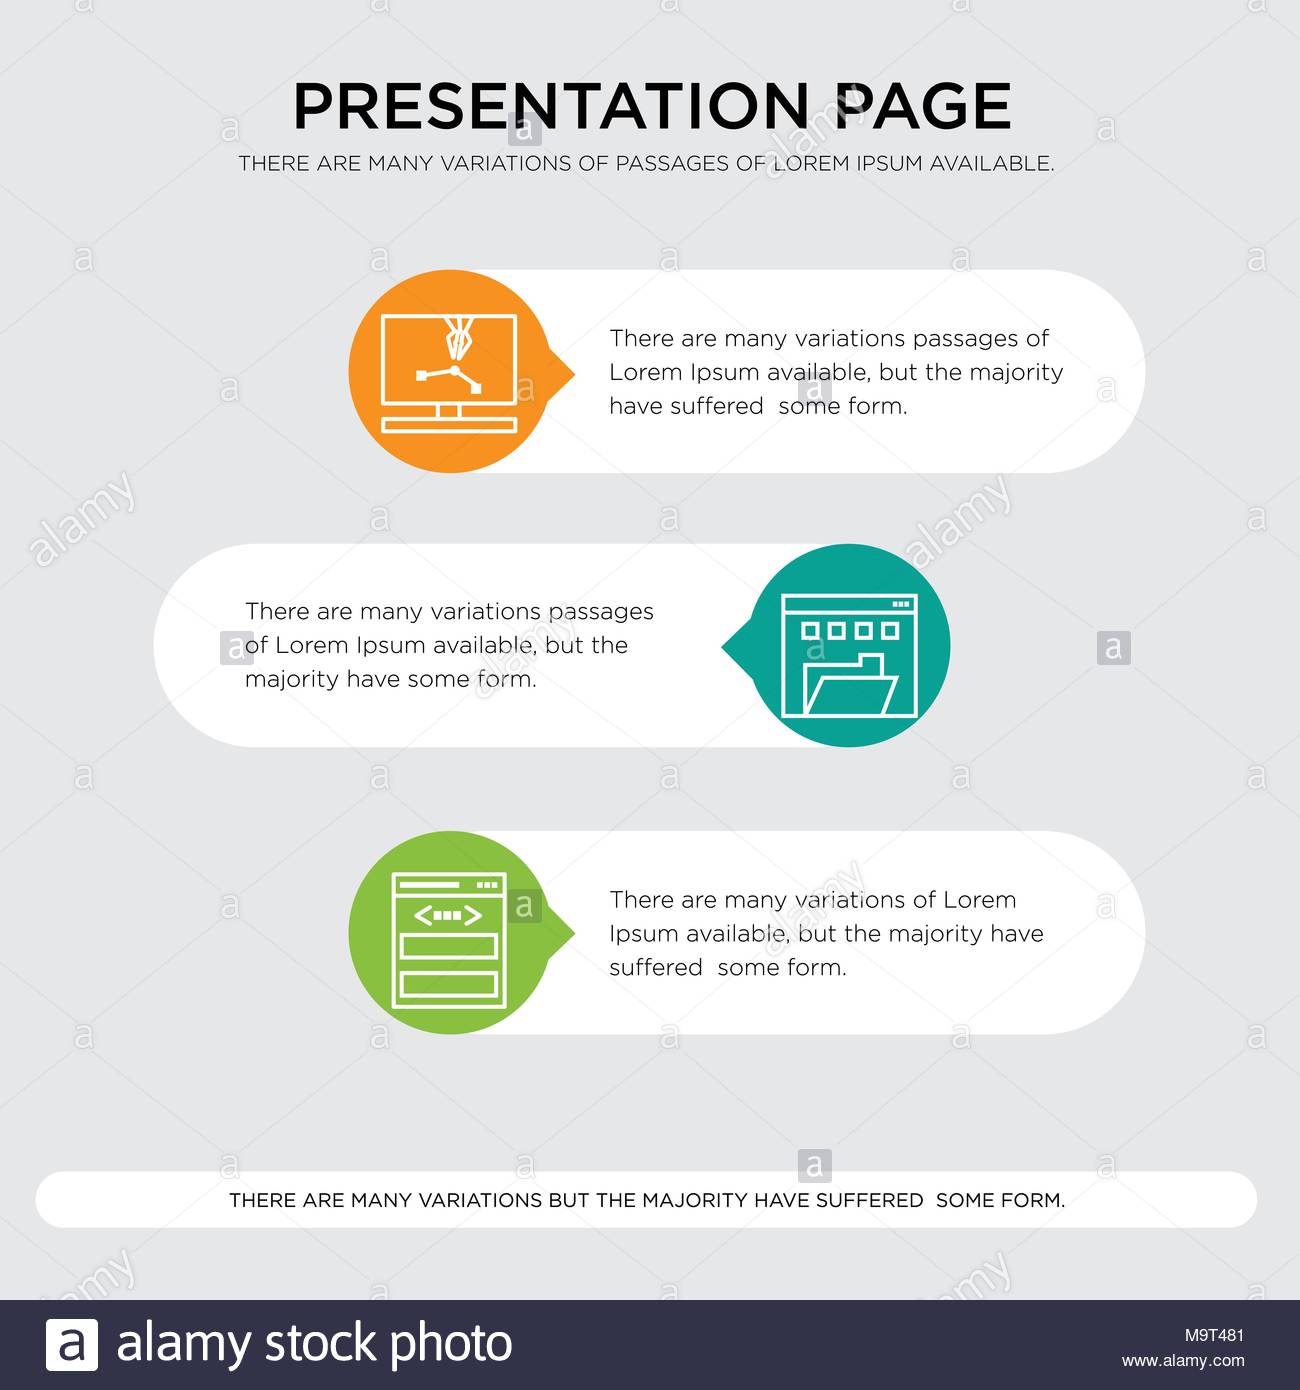 PRESENTATION PAGE
THERE ARE MANY VARIATIONS OF PASSAGES OF LOREM IPSUM AVAILABLE.
There are many variations passages of
Lorem Ipsum available, but the majority
have suffered  some form.
There are many variations passages
of Lorem Ipsum available, but the
majority have some form.
There are many variations of Lorem
Ipsum available, but the majority have
suffered  some form.
THERE ARE MANY VARIATIONS BUT THE MAJORITY HAVE SUFFERED  SOME FORM.
a alamy stock photo
M9T481
www.alamy.com